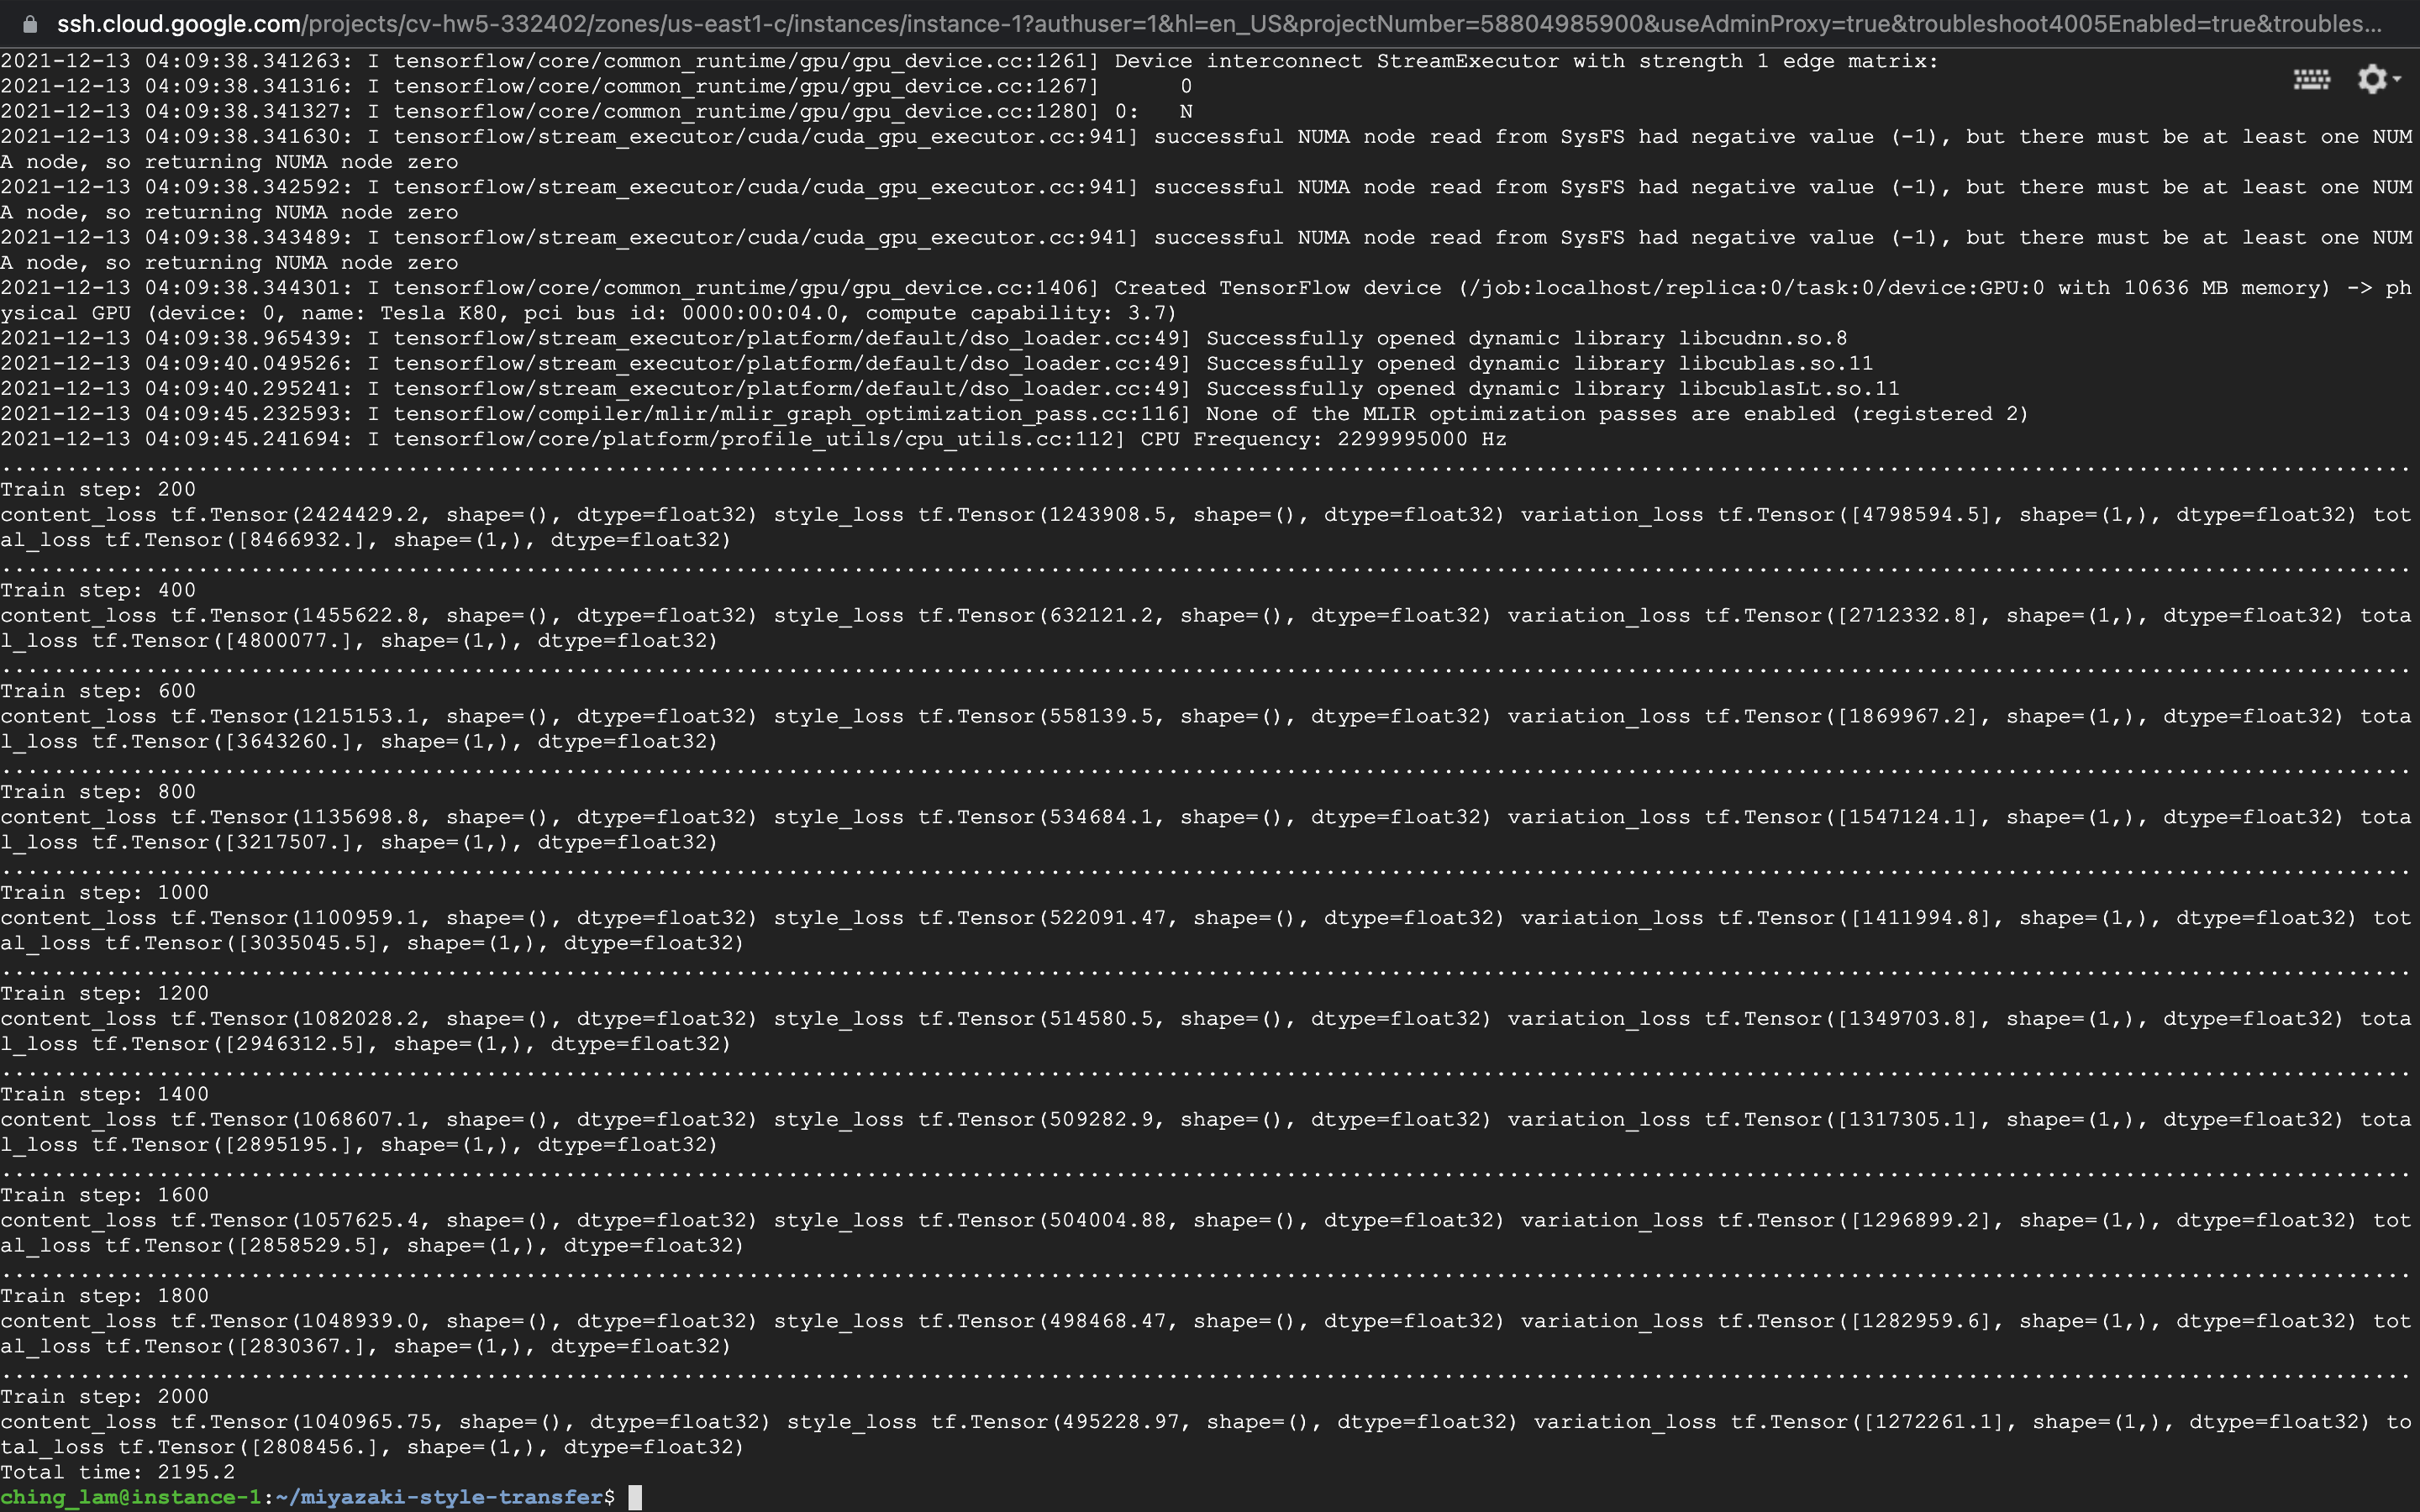 ssh.cloud.google.com/projects/cv-hw5-332402/zones/us-east1-c/instances/instance-1?authuser=1&hl=en_US&projectNumber=58804985900&useAdminProxy=true&troubleshoot4005Enabled=true&troubles...
2021-12-13 04:09:38.341263: I tensorflow/core/common_runtime/gpu/gpu_device.cc:1261] Device interconnect StreamExecutor with strength 1 edge matrix:
2021-12-13 04:09:38.341316: I tensorflow/core/common_runtime/gpu/gpu_device.cc:1267]      0
2021-12-13 04:09:38.341327: I tensorflow/core/common_runtime/gpu/gpu_device.cc:1280] 0:   N
2021-12-13 04:09:38.341630: I tensorflow/stream_executor/cuda/cuda_gpu_executor.cc:941] successful NUMA node read from SysFS had negative value (-1), but there must be at least one NUM
A node, so returning NUMA node zero
2021-12-13 04:09:38.342592: I tensorflow/stream_executor/cuda/cuda_gpu_executor.cc:941] successful NUMA node read from SysFS had negative value (-1), but there must be at least one NUM
A node, so returning NUMA node zero
2021-12-13 04:09:38.343489: I tensorflow/stream_executor/cuda/cuda_gpu_executor.cc:941] successful NUMA node read from SysFS had negative value (-1), but there must be at least one NUM
A node, so returning NUMA node zero
2021-12-13 04:09:38.344301: I tensorflow/core/common_runtime/gpu/gpu_device.cc:1406] Created TensorFlow device (/job:localhost/replica:0/task:0/device:GPU:0 with 10636 MB memory) -> ph
ysical GPU (device: 0, name: Tesla K80, pci bus id: 0000:00:04.0, compute capability: 3.7)
2021-12-13 04:09:38.965439: I tensorflow/stream_executor/platform/default/dso_loader.cc:49] Successfully opened dynamic library libcudnn.so.8
2021-12-13 04:09:40.049526: I tensorflow/stream_executor/platform/default/dso_loader.cc:49] Successfully opened dynamic library libcublas.so.11
2021-12-13 04:09:40.295241: I tensorflow/stream_executor/platform/default/dso_loader.cc:49] Successfully opened dynamic library libcublasLt.so.11
2021-12-13 04:09:45.232593: I tensorflow/compiler/mlir/mlir_graph_optimization_pass.cc:116] None of the MLIR optimization passes are enabled (registered 2)
2021-12-13 04:09:45.241694: I tensorflow/core/platform/profile_utils/cpu_utils.cc:112] CPU Frequency: 2299995000 Hz
Train step: 200
content_loss tf.Tensor(2424429.2, shape=(), dtype=float32) style_loss tf.Tensor(1243908.5, shape=(), dtype=float32) variation_loss tf.Tensor([4798594.5], shape=(1,), dtype=float32) tot
al_loss tf.Tensor([8466932.], shape=(1,), dtype=float32)
Train step: 400
content_loss tf.Tensor(1455622.8, shape=(), dtype=float32) style_loss tf.Tensor(632121.2, shape=(), dtype=float32) variation_loss tf.Tensor([2712332.8], shape=(1,), dtype=float32) tota
l_loss tf.Tensor([4800077.], shape=(1,), dtype=float32)
Train step: 600
content_loss tf.Tensor(1215153.1, shape=(), dtype=float32) style_loss tf.Tensor(558139.5, shape=(), dtype=float32) variation_loss tf.Tensor([1869967.2], shape=(1,), dtype=float32) tota
l_loss tf.Tensor([3643260.], shape=(1,), dtype=float32)
Train step: 800
content_loss tf.Tensor(1135698.8, shape=(), dtype=float32) style_loss tf.Tensor(534684.1, shape=(), dtype=float32) variation_loss tf.Tensor([1547124.1], shape=(1,), dtype=float32) tota
l_loss tf.Tensor([3217507.], shape=(1,), dtype=float32)
Train step: 1000
content_loss tf.Tensor(1100959.1, shape=(), dtype=float32) style_loss tf.Tensor(522091.47, shape=(), dtype=float32) variation_loss tf.Tensor([1411994.8], shape=(1,), dtype=float32) tot
al_loss tf.Tensor([3035045.5], shape=(1,), dtype=float32)
Train step: 1200
content_loss tf.Tensor(1082028.2, shape=(), dtype=float32) style_loss tf.Tensor(514580.5, shape=(), dtype=float32) variation_loss tf.Tensor([1349703.8], shape=(1,), dtype=float32) tota
l_loss tf.Tensor([2946312.5], shape=(1,), dtype=float32)
Train step: 1400
content_loss tf.Tensor(1068607.1, shape=(), dtype=float32) style_loss tf.Tensor(509282.9, shape=(), dtype=float32) variation_loss tf.Tensor([1317305.1], shape=(1,), dtype=float32) tota
l_loss tf.Tensor([2895195.], shape=(1,), dtype=float32)
Train step: 1600
content_loss tf.Tensor(1057625.4, shape=(), dtype=float32) style_loss tf.Tensor(504004.88, shape=(), dtype=float32) variation_loss tf.Tensor([1296899.2], shape=(1,), dtype=float32) tot
al_loss tf.Tensor([2858529.5], shape=(1,), dtype=float32)
Train step: 1800
content_loss tf.Tensor(1048939.0, shape=(), dtype=float32) style_loss tf.Tensor(498468.47, shape=(), dtype=float32) variation_loss tf.Tensor([1282959.6], shape=(1,), dtype=float32) tot
al_loss tf.Tensor([2830367.], shape=(1,), dtype=float32)
Train step: 2000
content_loss tf.Tensor(1040965.75, shape=(), dtype=float32) style_loss tf.Tensor(495228.97, shape=(), dtype=float32) variation_loss tf.Tensor([1272261.1], shape=(1,), dtype=float32) to
tal_loss tf.Tensor([2808456.], shape=(1,), dtype=float32)
Total time: 2195.2
ching_lam@instance-1:~/miyazaki-style-transfer$